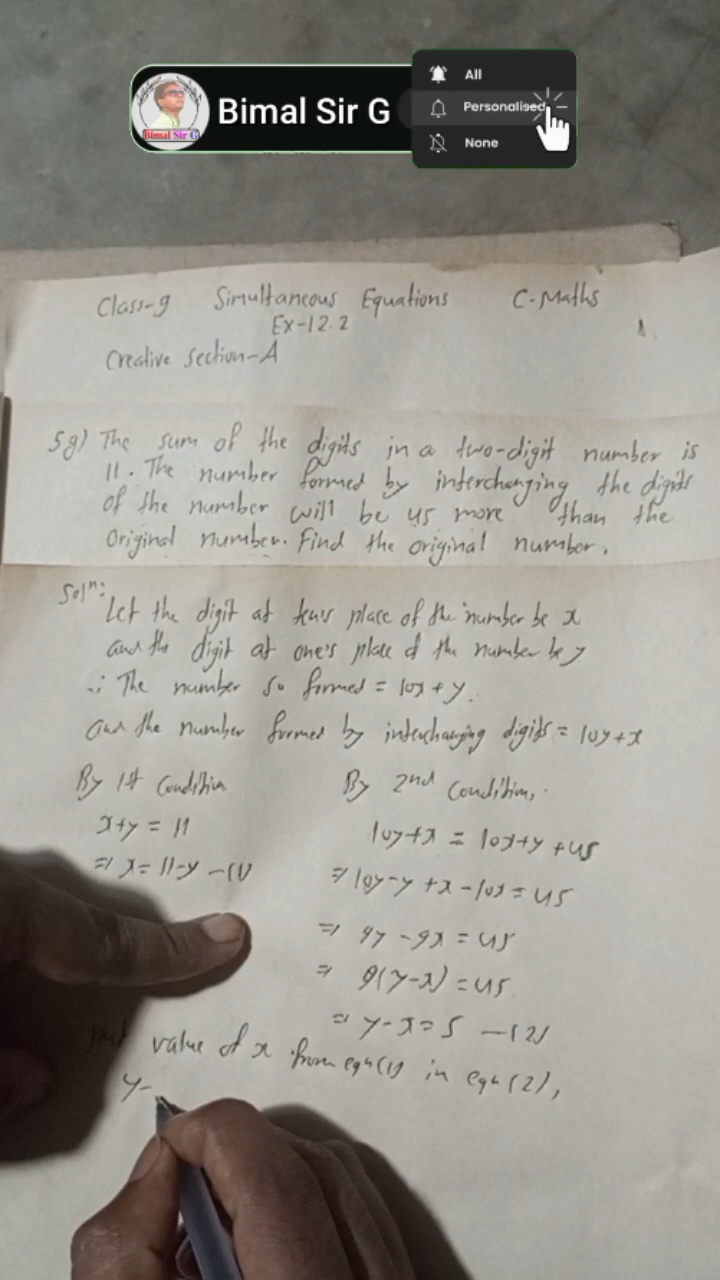 Bimal Sir G
Bimal Sir G
All
Personalised
None
Class-9 Simultaneous Equations C-Maths
Ex-12.2
Creative section-A
5g) The sum of the digits in a two-digit number is
11. The number formed by interchanging the digits
of the number will be 45 more than the
Original number. Find the original number.
Solⁿ:
Let the digit at tens place of the number be x
and the digit at one's place of the number be y
∴ The number so formed = 10x + y.
and the number formed by interchanging digits = 10y+x
By 1st Condition
x+y = 11
⇒ x = 11-y -(1)
By 2nd Condition,
10y+x = 10x+y +45
⇒ 10y-y +x-10x = 45
⇒ 9y -9x = 45
⇒ 9(y-x) = 45
⇒ y-x = 5 -(2)
put value of x from eqn(1) in eqn (2),
y-